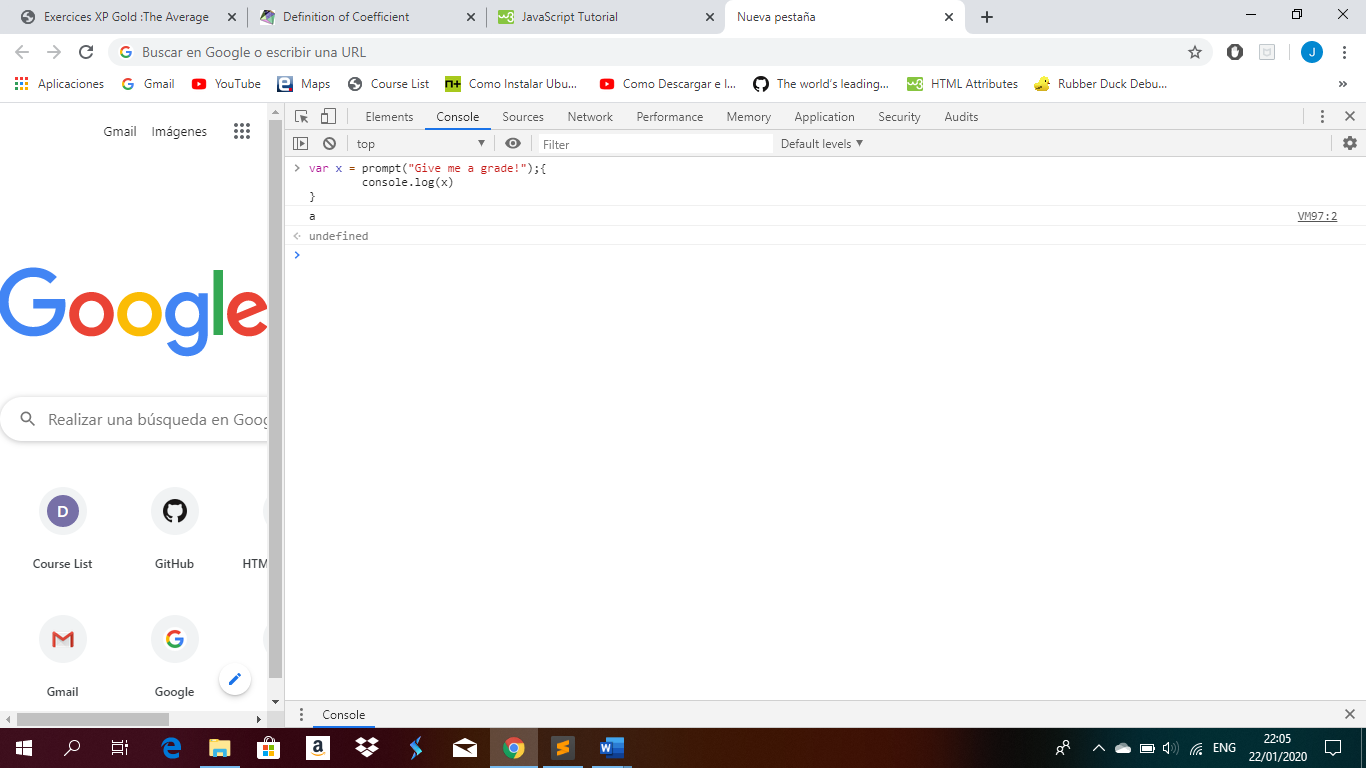 Exercices XP Gold :The Average
Definition of Coefficient
JavaScript Tutorial
Nueva pestaña
Buscar en Google o escribir una URL
J
Aplicaciones
Gmail
YouTube
Maps
Course List
Como Instalar Ubu...
Como Descargar e I...
The world's leading...
HTML Attributes
Rubber Duck Debu...
»
Gmail Imágenes
Elements Console Sources Network Performance Memory Application Security Audits
top
Filter
Default levels
var x = prompt("Give me a grade!");{
console.log(x)
}
a
VM97:2
undefined
Google
Realizar una búsqueda en Goog
D
Course List
GitHub
HTM
Gmail
Google
Console
ENG
22:05
22/01/2020